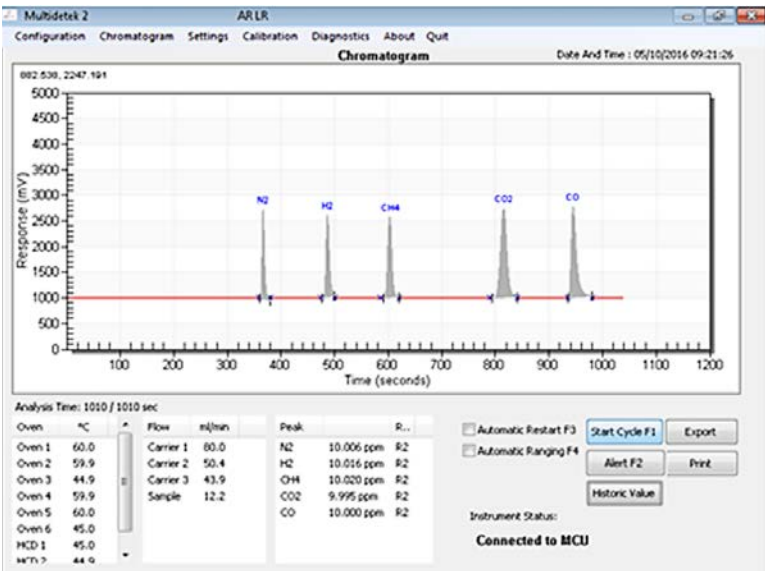 Multidetek 2 AR LR
Configuration Chromatogram Settings Calibration Diagnostics About Quit
Chromatogram Date And Time : 05/10/2016 09:21:26
882.538, 2247.191
5000
4500
4000
3500
3000
2500
2000
1500
1000
500
0
Response (mV)
N2 H2 CH4 CO2 CO
100 200 300 400 500 600 700 800 900 1000 1100 1200
Time (seconds)
Analysis Time: 1010 / 1010 sec
Oven °C
Oven 1 60.0
Oven 2 59.9
Oven 3 44.9
Oven 4 59.9
Oven 5 60.0
Oven 6 45.0
MCD 1 45.0
MCD 2 44.9
Flow ml/min
Carrier 1 80.0
Carrier 2 50.4
Carrier 3 43.9
Sample 12.2
Peak R...
N2 10.006 ppm R2
H2 10.016 ppm R2
CH4 10.020 ppm R2
CO2 9.995 ppm R2
CO 10.000 ppm R2
Automatic Restart F3
Automatic Ranging F4
Start Cycle F1 Export
Alert F2 Print
Historic Value
Instrument Status:
Connected to MCU